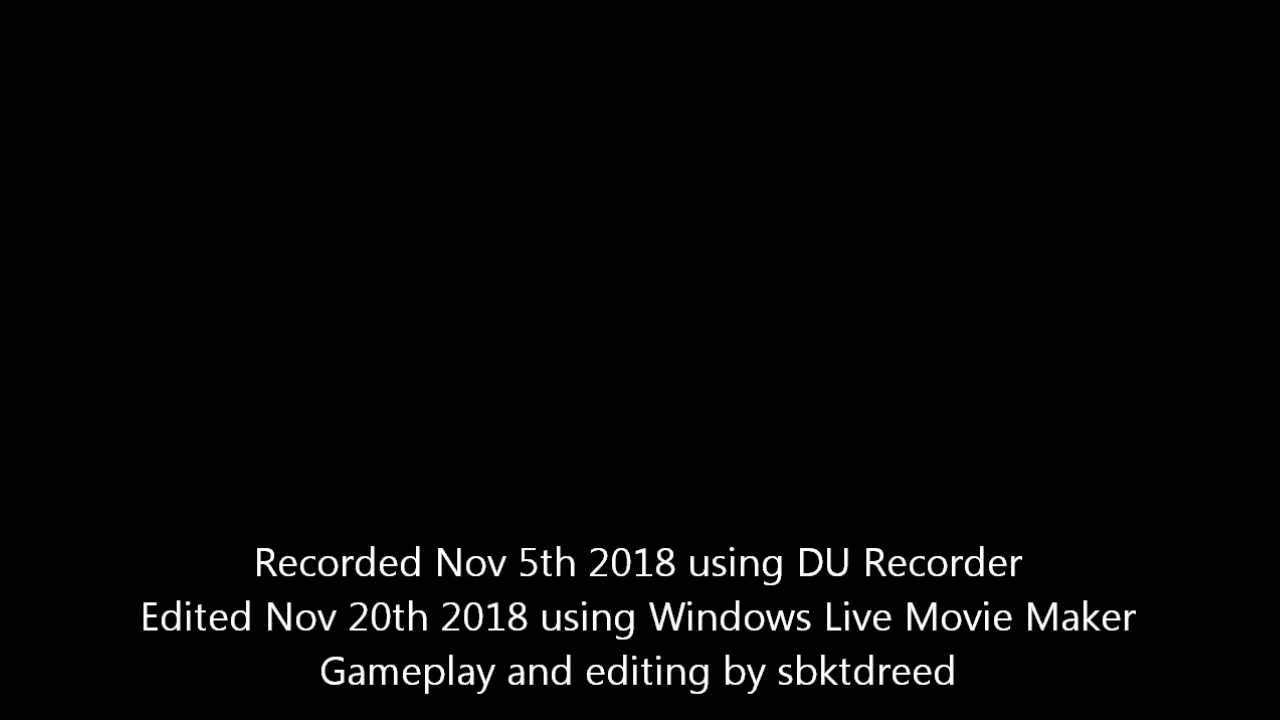 Recorded Nov 5th 2018 using DU Recorder
Edited Nov 20th 2018 using Windows Live Movie Maker
Gameplay and editing by sbktdreed